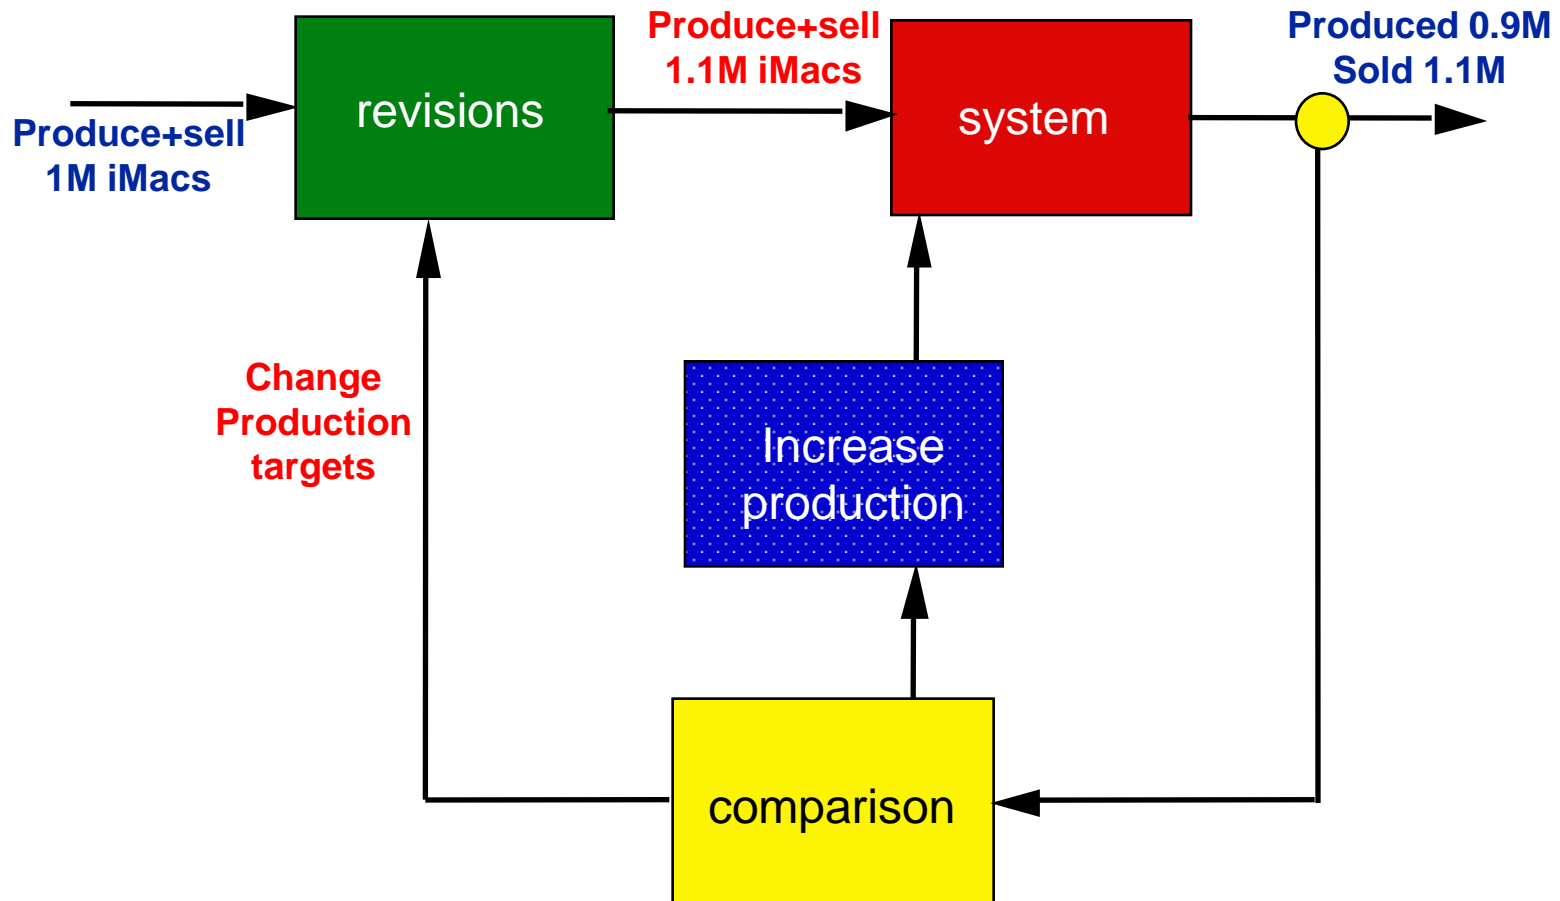 Produce+sell
1M iMacs
revisions
Produce+sell
1.1M iMacs
system
Produced 0.9M
Sold 1.1M
Change
Production
targets
Increase
production
comparison